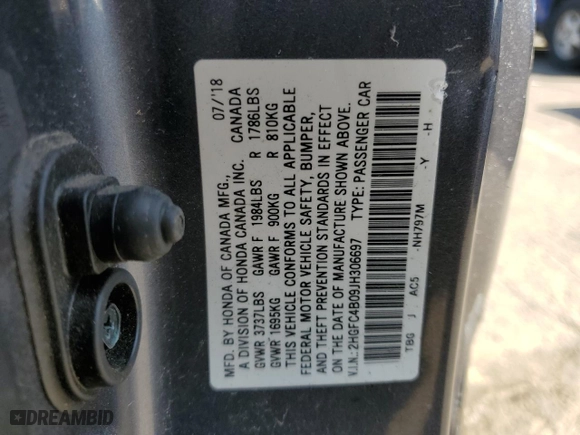 MFD. BY HONDA OF CANADA MFG., 07/'18
A DIVISION OF HONDA CANADA INC. CANADA
GVWR 3737LBS GAWR F 1984LBS R 1786LBS
GVWR 1695KG GAWR F 900KG R 810KG
THIS VEHICLE CONFORMS TO ALL APPLICABLE
FEDERAL MOTOR VEHICLE SAFETY, BUMPER,
AND THEFT PREVENTION STANDARDS IN EFFECT
ON THE DATE OF MANUFACTURE SHOWN ABOVE.
V.I.N.:2HGFC4B09JH306697 TYPE:PASSENGER CAR
TBG J AC5 -NH797M -Y -H
DREAMBID